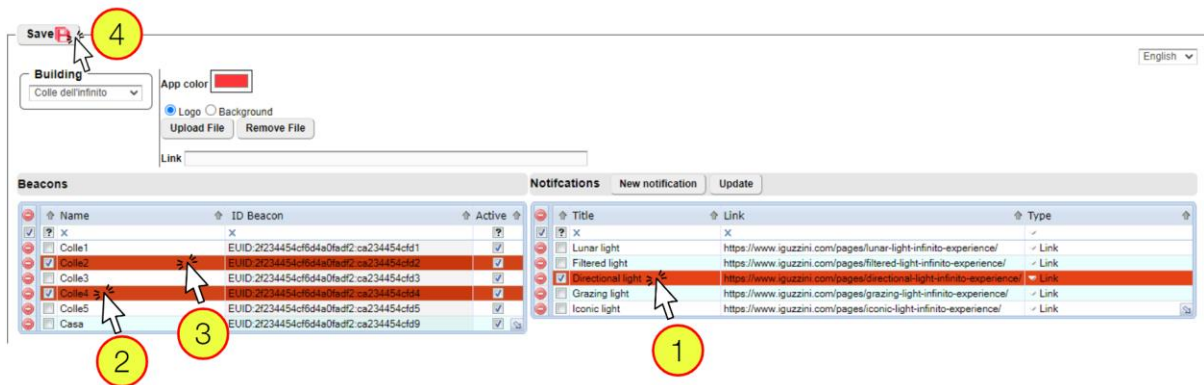 Save
4
English
Building
Colle dell'infinito
App color
Logo Background
Upload File Remove File
Link
Beacons
Notifcations New notification Update
Name ID Beacon Active
Title Link Type
? X X ?
? X X
Colle1 EUID:2f234454cf6d4a0fadf2:ca234454cfd1
Lunar light https://www.iguzzini.com/pages/lunar-light-infinito-experience/ Link
Colle2 EUID:2f234454cf6d4a0fadf2:ca234454cfd2
Filtered light https://www.iguzzini.com/pages/filtered-light-infinito-experience/ Link
Colle3 EUID:2f234454cf6d4a0fadf2:ca234454cfd3
Directional light https://www.iguzzini.com/pages/directional-light-infinito-experience/ Link
Colle4 EUID:2f234454cf6d4a0fadf2:ca234454cfd4
Grazing light https://www.iguzzini.com/pages/grazing-light-infinito-experience/ Link
Colle5 EUID:2f234454cf6d4a0fadf2:ca234454cfd5
Iconic light https://www.iguzzini.com/pages/iconic-light-infinito-experience/ Link
Casa EUID:2f234454cf6d4a0fadf2:ca234454cfd9
3
1
2